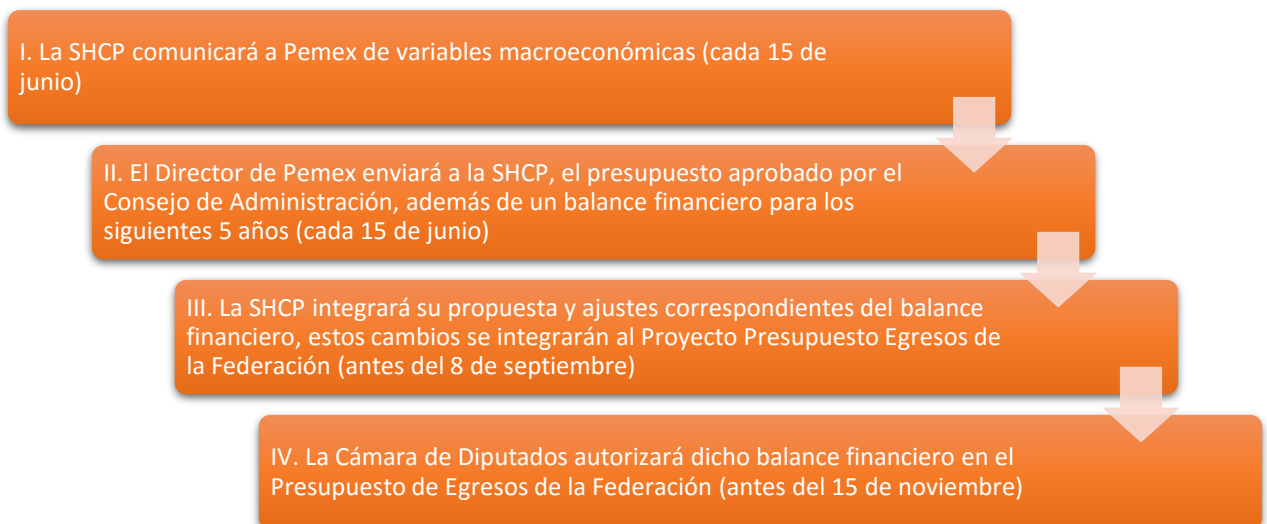 I. La SHCP comunicará a Pemex de variables macroeconómicas (cada 15 de
junio)
II. El Director de Pemex enviará a la SHCP, el presupuesto aprobado por el
Consejo de Administración, además de un balance financiero para los
siguientes 5 años (cada 15 de junio)
III. La SHCP integrará su propuesta y ajustes correspondientes del balance
financiero, estos cambios se integrarán al Proyecto Presupuesto Egresos de
la Federación (antes del 8 de septiembre)
IV. La Cámara de Diputados autorizará dicho balance financiero en el
Presupuesto de Egresos de la Federación (antes del 15 de noviembre)